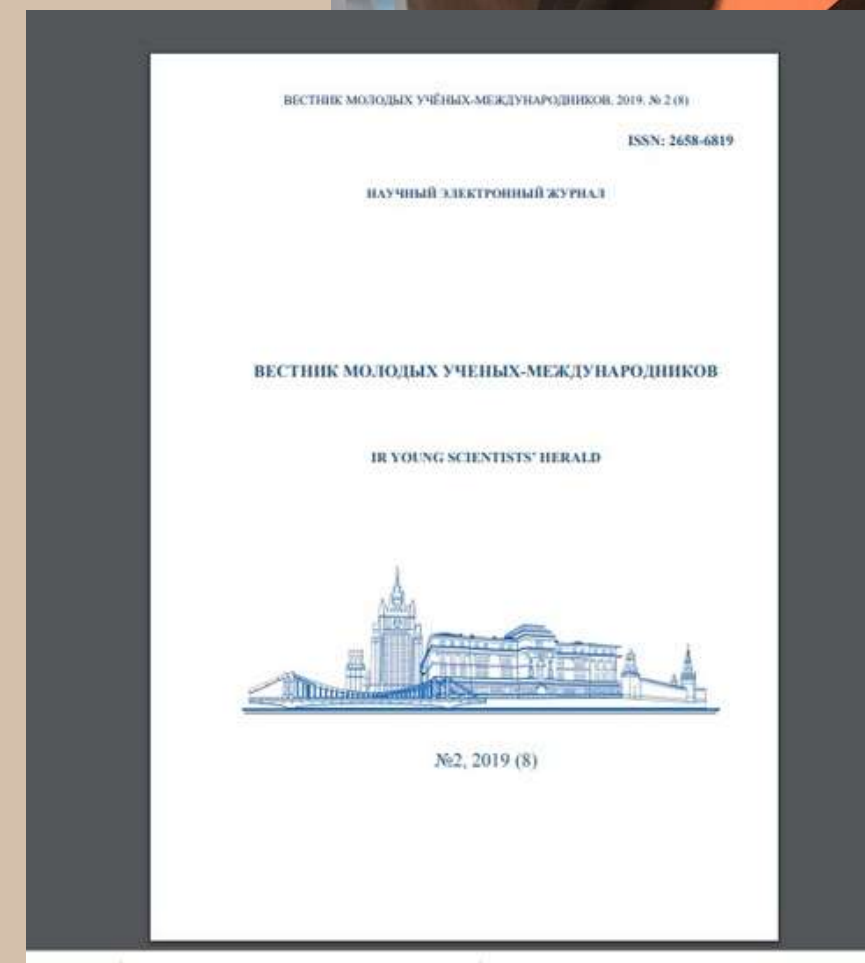 ВЕСТНИК МОЛОДЫХ УЧЁНЫХ-МЕЖДУНАРОДНИКОВ, 2019. № 2 (8)
ISSN: 2658-6819
НАУЧНЫЙ ЭЛЕКТРОННЫЙ ЖУРНАЛ
ВЕСТНИК МОЛОДЫХ УЧЕНЫХ-МЕЖДУНАРОДНИКОВ
IR YOUNG SCIENTISTS’ HERALD
№2, 2019 (8)